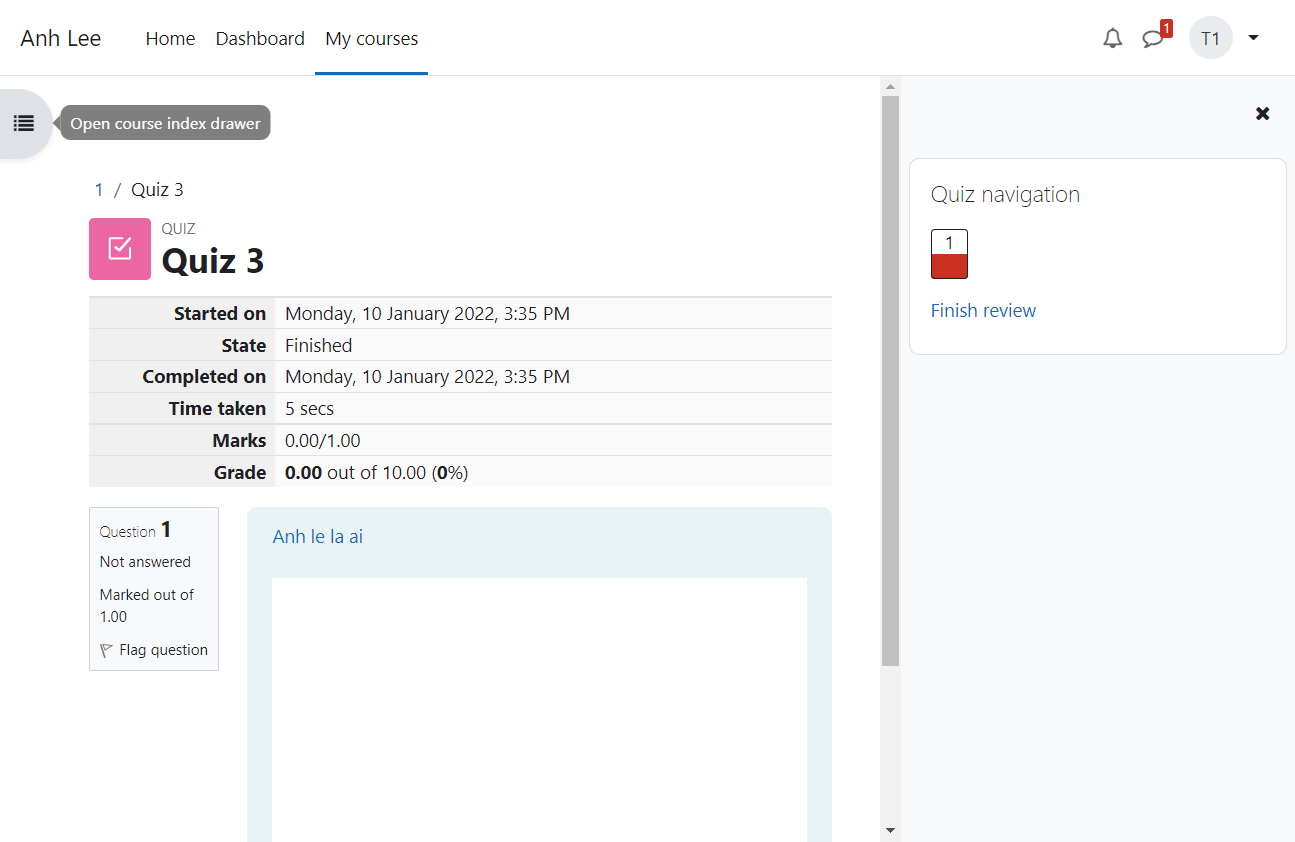 Anh Lee Home Dashboard My courses 1 T1
Open course index drawer
1 / Quiz 3
QUIZ
Quiz 3
Started on Monday, 10 January 2022, 3:35 PM
State Finished
Completed on Monday, 10 January 2022, 3:35 PM
Time taken 5 secs
Marks 0.00/1.00
Grade 0.00 out of 10.00 (0%)
Question 1
Not answered
Marked out of
1.00
Flag question
Anh le la ai
Quiz navigation
1
Finish review